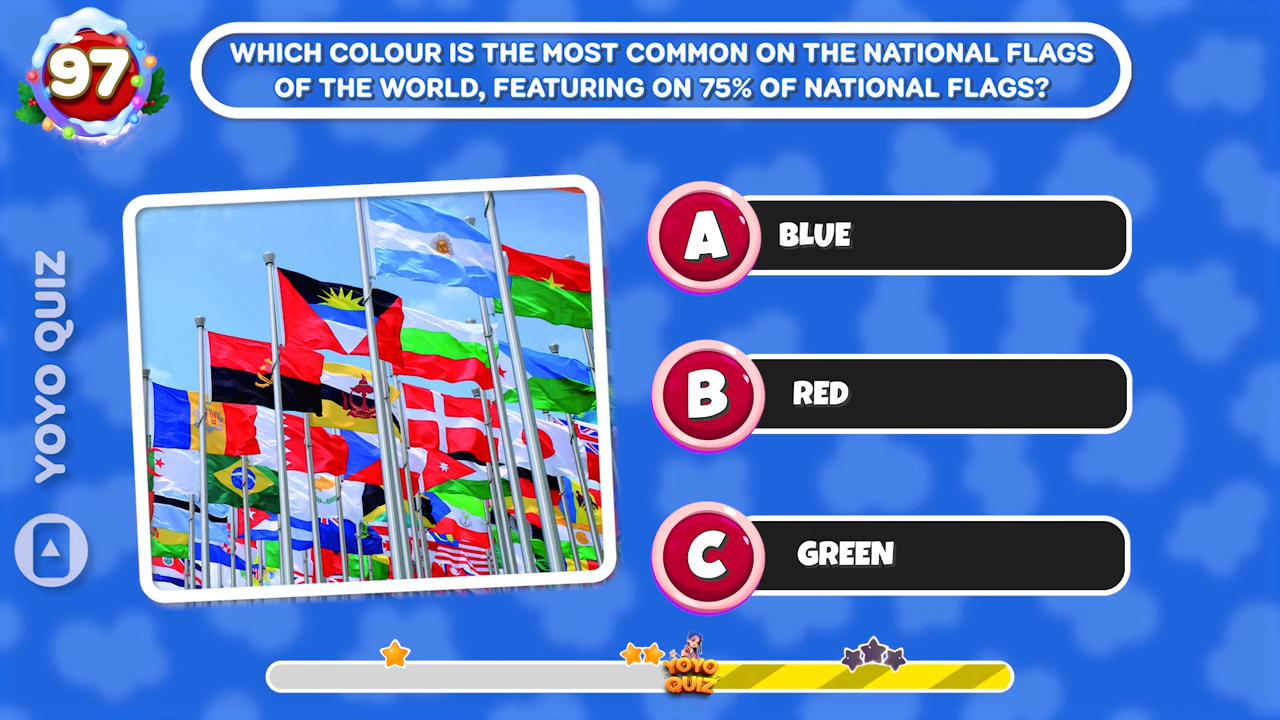 97
WHICH COLOUR IS THE MOST COMMON ON THE NATIONAL FLAGS
OF THE WORLD, FEATURING ON 75% OF NATIONAL FLAGS?
YOYO QUIZ
A BLUE
B RED
C GREEN
YOYO
QUIZ